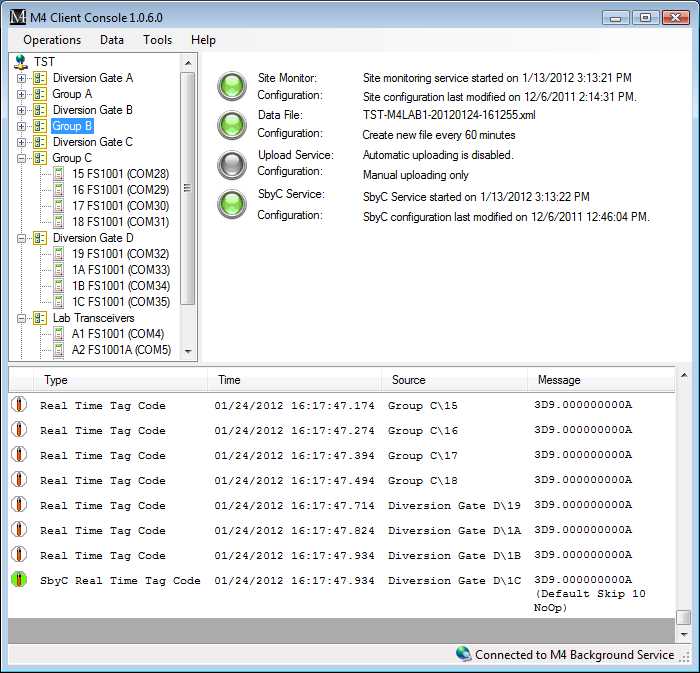 M4 M4 Client Console 1.0.6.0
Operations Data Tools Help
TST
Diversion Gate A
Group A
Diversion Gate B
Group B
Diversion Gate C
Group C
15 FS1001 (COM28)
16 FS1001 (COM29)
17 FS1001 (COM30)
18 FS1001 (COM31)
Diversion Gate D
19 FS1001 (COM32)
1A FS1001 (COM33)
1B FS1001 (COM34)
1C FS1001 (COM35)
Lab Transceivers
A1 FS1001 (COM4)
A2 FS1001A (COM5)
Site Monitor: Site monitoring service started on 1/13/2012 3:13:21 PM
Configuration: Site configuration last modified on 12/6/2011 2:14:31 PM.
Data File: TST-M4LAB1-20120124-161255.xml
Configuration: Create new file every 60 minutes
Upload Service: Automatic uploading is disabled.
Configuration: Manual uploading only
SbyC Service: SbyC Service started on 1/13/2012 3:13:22 PM
Configuration: SbyC configuration last modified on 12/6/2011 12:46:04 PM.
Type Time Source Message
Real Time Tag Code 01/24/2012 16:17:47.174 Group C\15 3D9.000000000A
Real Time Tag Code 01/24/2012 16:17:47.274 Group C\16 3D9.000000000A
Real Time Tag Code 01/24/2012 16:17:47.394 Group C\17 3D9.000000000A
Real Time Tag Code 01/24/2012 16:17:47.494 Group C\18 3D9.000000000A
Real Time Tag Code 01/24/2012 16:17:47.714 Diversion Gate D\19 3D9.000000000A
Real Time Tag Code 01/24/2012 16:17:47.824 Diversion Gate D\1A 3D9.000000000A
Real Time Tag Code 01/24/2012 16:17:47.934 Diversion Gate D\1B 3D9.000000000A
SbyC Real Time Tag Code 01/24/2012 16:17:47.934 Diversion Gate D\1C 3D9.000000000A
(Default Skip 10
NoOp)
Connected to M4 Background Service